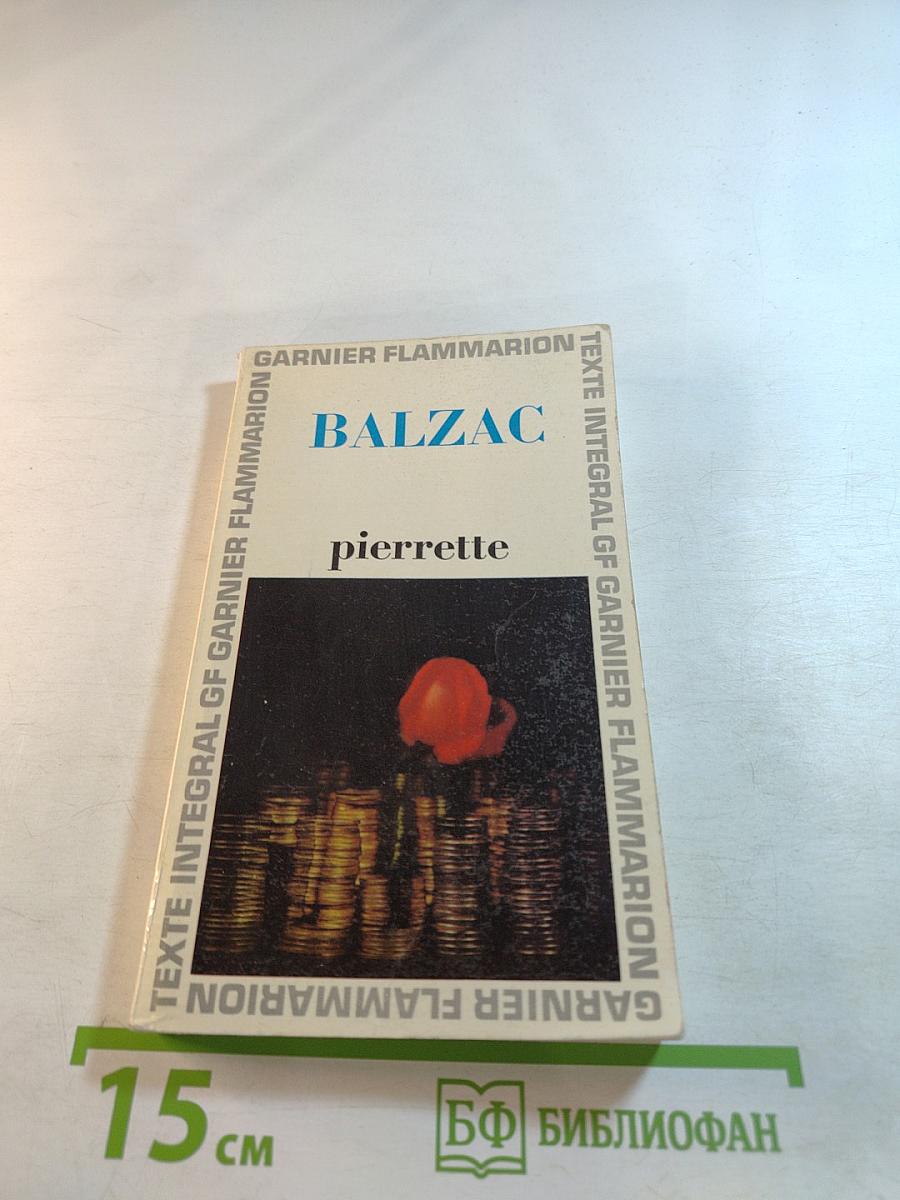 GARNIER FLAMMARION
TEXTE INTEGRAL GF GARNIER FLAMMARION
GARNIER FLAMMARION
TEXTE INTEGRAL GF GARNIER FLAMMARION
BALZAC
pierrette
15 см
БФ БИБЛИОФАН